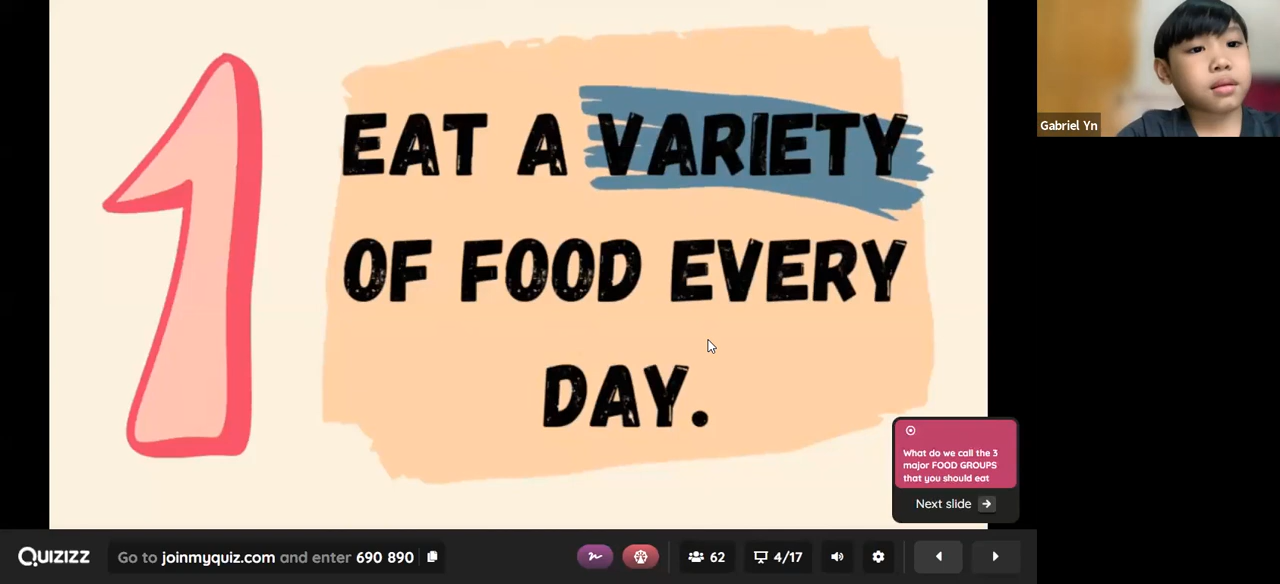 1
EAT A VARIETY
OF FOOD EVERY
DAY.
Gabriel Yn
What do we call the 3
major FOOD GROUPS
that you should eat
Next slide
QUIZIZZ
Go to joinmyquiz.com and enter 690 890
62
4/17